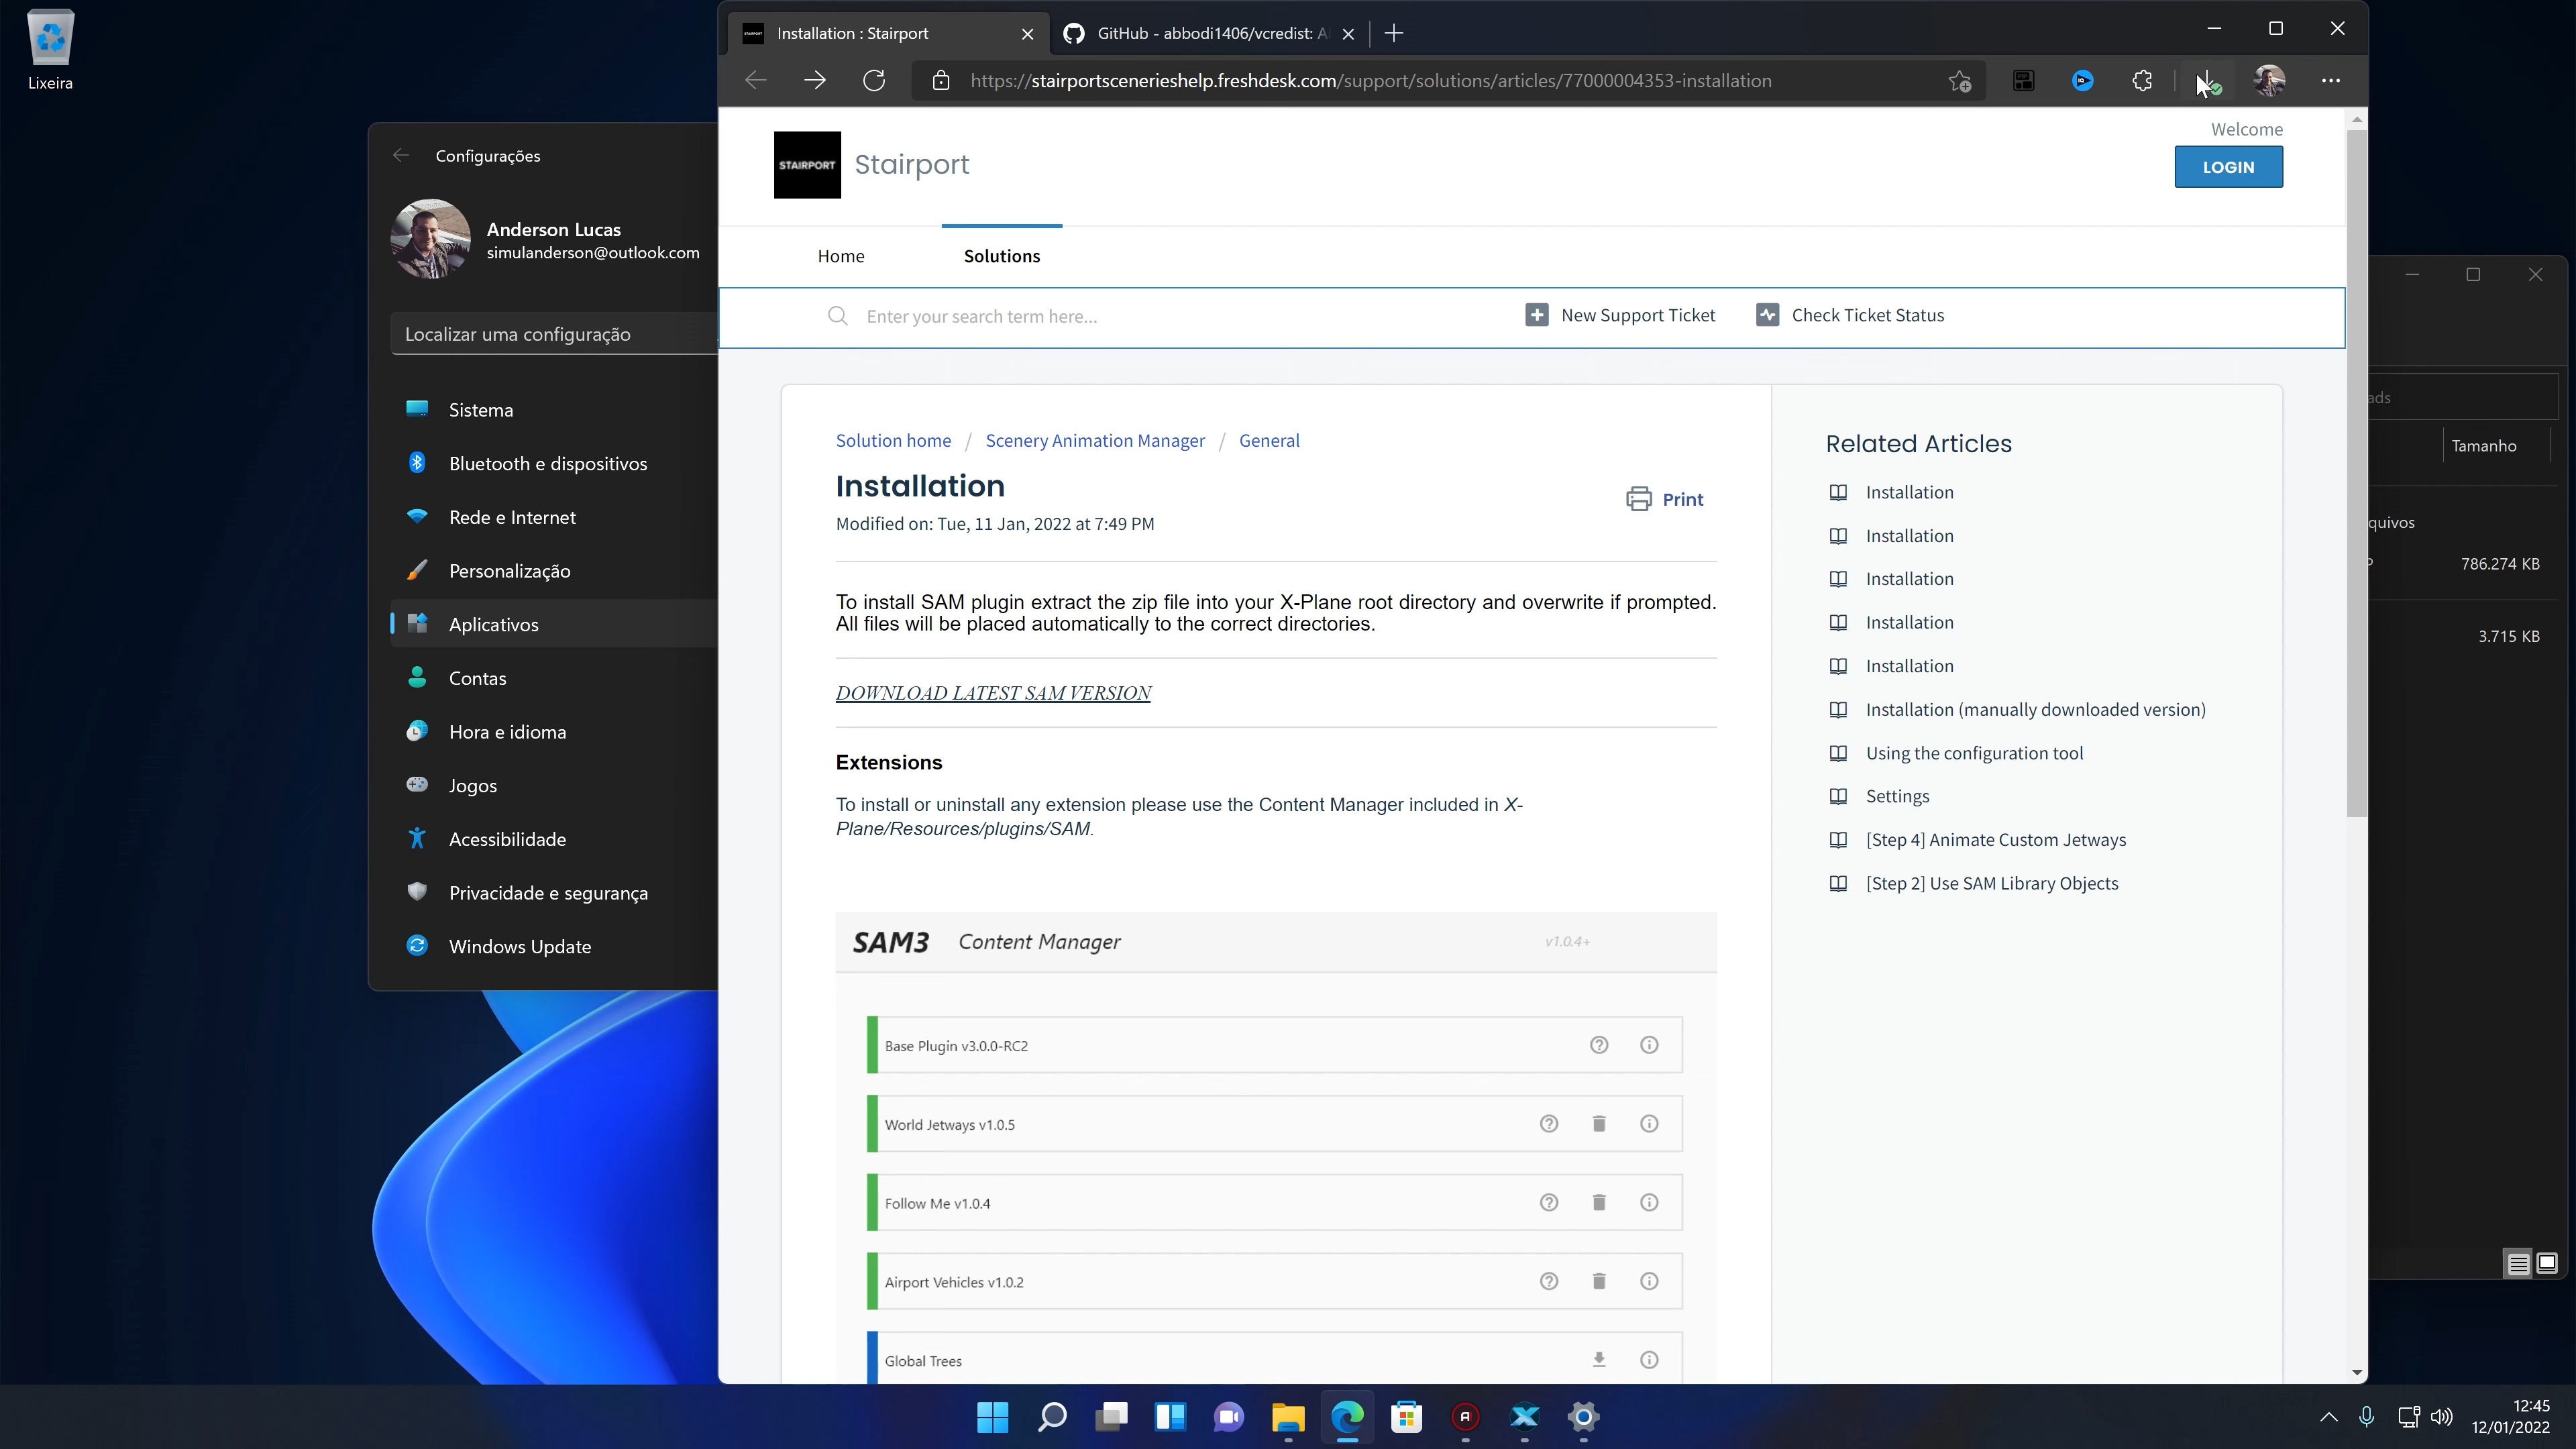 Lixeira
Configurações
Anderson Lucas
simulanderson@outlook.com
Localizar uma configuração
Sistema
Bluetooth e dispositivos
Rede e Internet
Personalização
Aplicativos
Contas
Hora e idioma
Jogos
Acessibilidade
Privacidade e segurança
Windows Update
Installation : Stairport
GitHub - abbodi1406/vcredist: A
https://stairportscenerieshelp.freshdesk.com/support/solutions/articles/77000004353-installation
STAIRPORT
Stairport
Welcome
LOGIN
Home
Solutions
Enter your search term here...
New Support Ticket
Check Ticket Status
Solution home / Scenery Animation Manager / General
Installation
Print
Modified on: Tue, 11 Jan, 2022 at 7:49 PM
To install SAM plugin extract the zip file into your X-Plane root directory and overwrite if prompted.
All files will be placed automatically to the correct directories.
DOWNLOAD LATEST SAM VERSION
Extensions
To install or uninstall any extension please use the Content Manager included in X-
Plane/Resources/plugins/SAM.
SAM3 Content Manager v1.0.4+
Base Plugin v3.0.0-RC2
World Jetways v1.0.5
Follow Me v1.0.4
Airport Vehicles v1.0.2
Global Trees
Related Articles
Installation
Installation
Installation
Installation
Installation
Installation (manually downloaded version)
Using the configuration tool
Settings
[Step 4] Animate Custom Jetways
[Step 2] Use SAM Library Objects
ads
Tamanho
quivos
786.274 KB
3.715 KB
12:45
12/01/2022